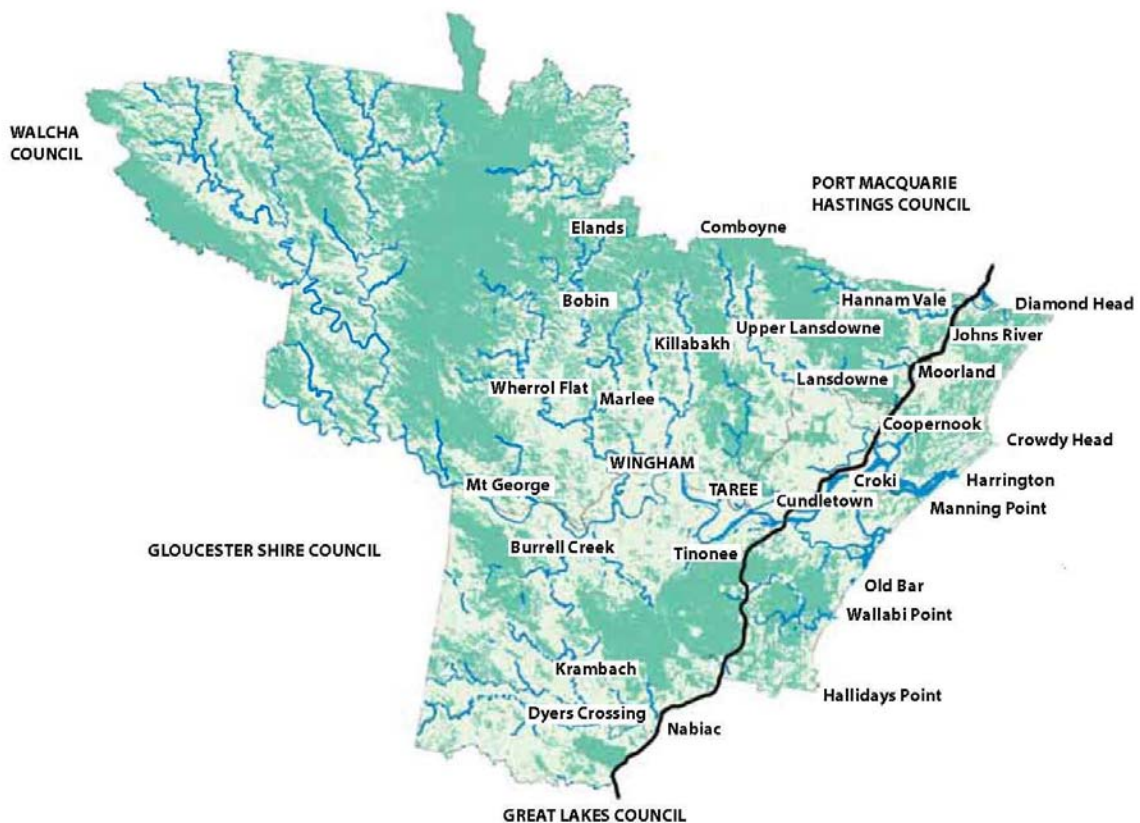 WALCHA
COUNCIL
PORT MACQUARIE
HASTINGS COUNCIL
Elands
Comboyne
Bobin
Hannam Vale
Diamond Head
Upper Lansdowne
Killabakh
Johns River
Moorland
Lansdowne
Wherrol Flat
Marlee
Coopernook
Crowdy Head
WINGHAM
Croki
Harrington
Mt George
TAREE
Cundletown
Manning Point
GLOUCESTER SHIRE COUNCIL
Burrell Creek
Tinonee
Old Bar
Wallabi Point
Krambach
Hallidays Point
Dyers Crossing
Nabiac
GREAT LAKES COUNCIL